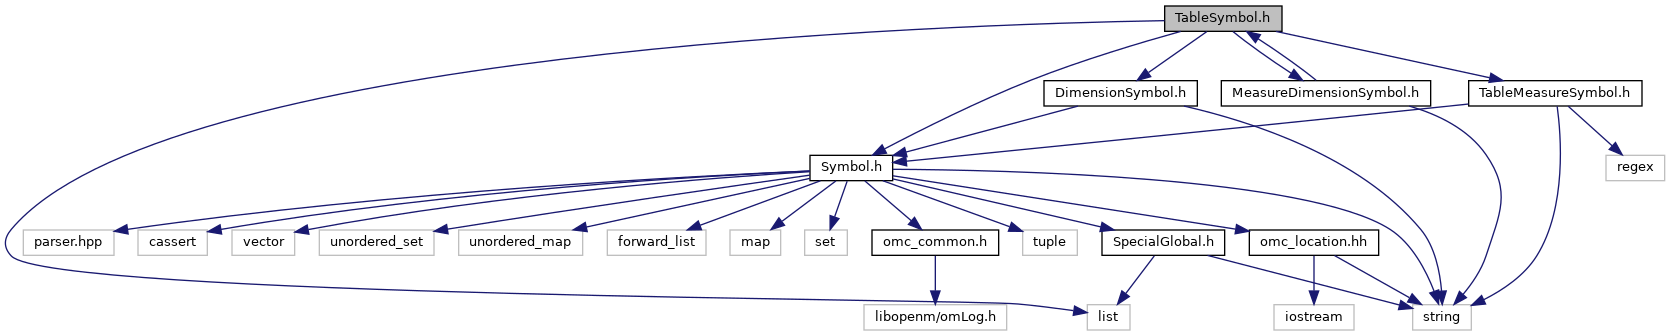 TableSymbol.h
DimensionSymbol.h
MeasureDimensionSymbol.h
TableMeasureSymbol.h
Symbol.h
regex
parser.hpp
cassert
vector
unordered_set
unordered_map
forward_list
map
set
omc_common.h
tuple
SpecialGlobal.h
omc_location.hh
libopenm/omLog.h
list
iostream
string